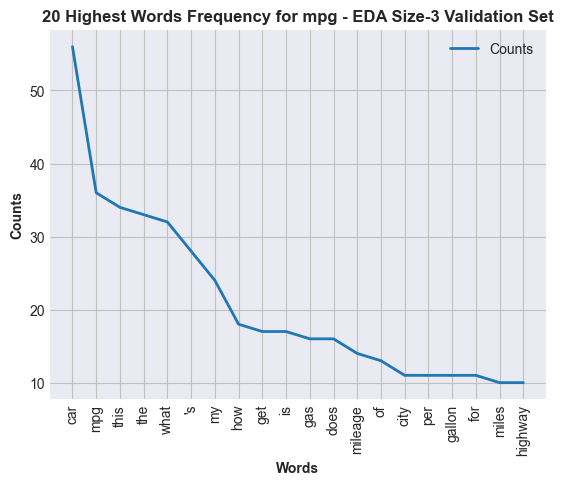 20 Highest Words Frequency for mpg - EDA Size-3 Validation Set
Counts
50
40
30
20
10
Counts
car
mpg
this
the
what
's
my
how
get
is
gas
does
mileage
of
city
per
gallon
for
miles
highway
Words